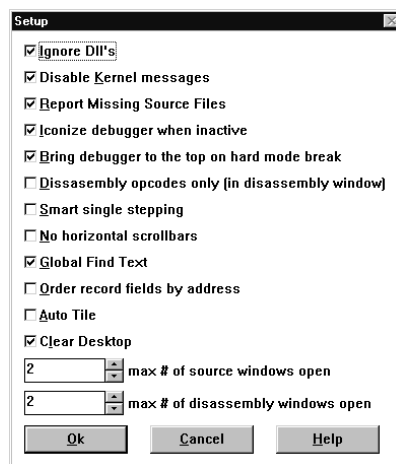 Setup
Ignore Dll's
Disable Kernel messages
Report Missing Source Files
Iconize debugger when inactive
Bring debugger to the top on hard mode break
Dissasembly opcodes only (in disassembly window)
Smart single stepping
No horizontal scrollbars
Global Find Text
Order record fields by address
Auto Tile
Clear Desktop
2 max # of source windows open
2 max # of disassembly windows open
Ok Cancel Help